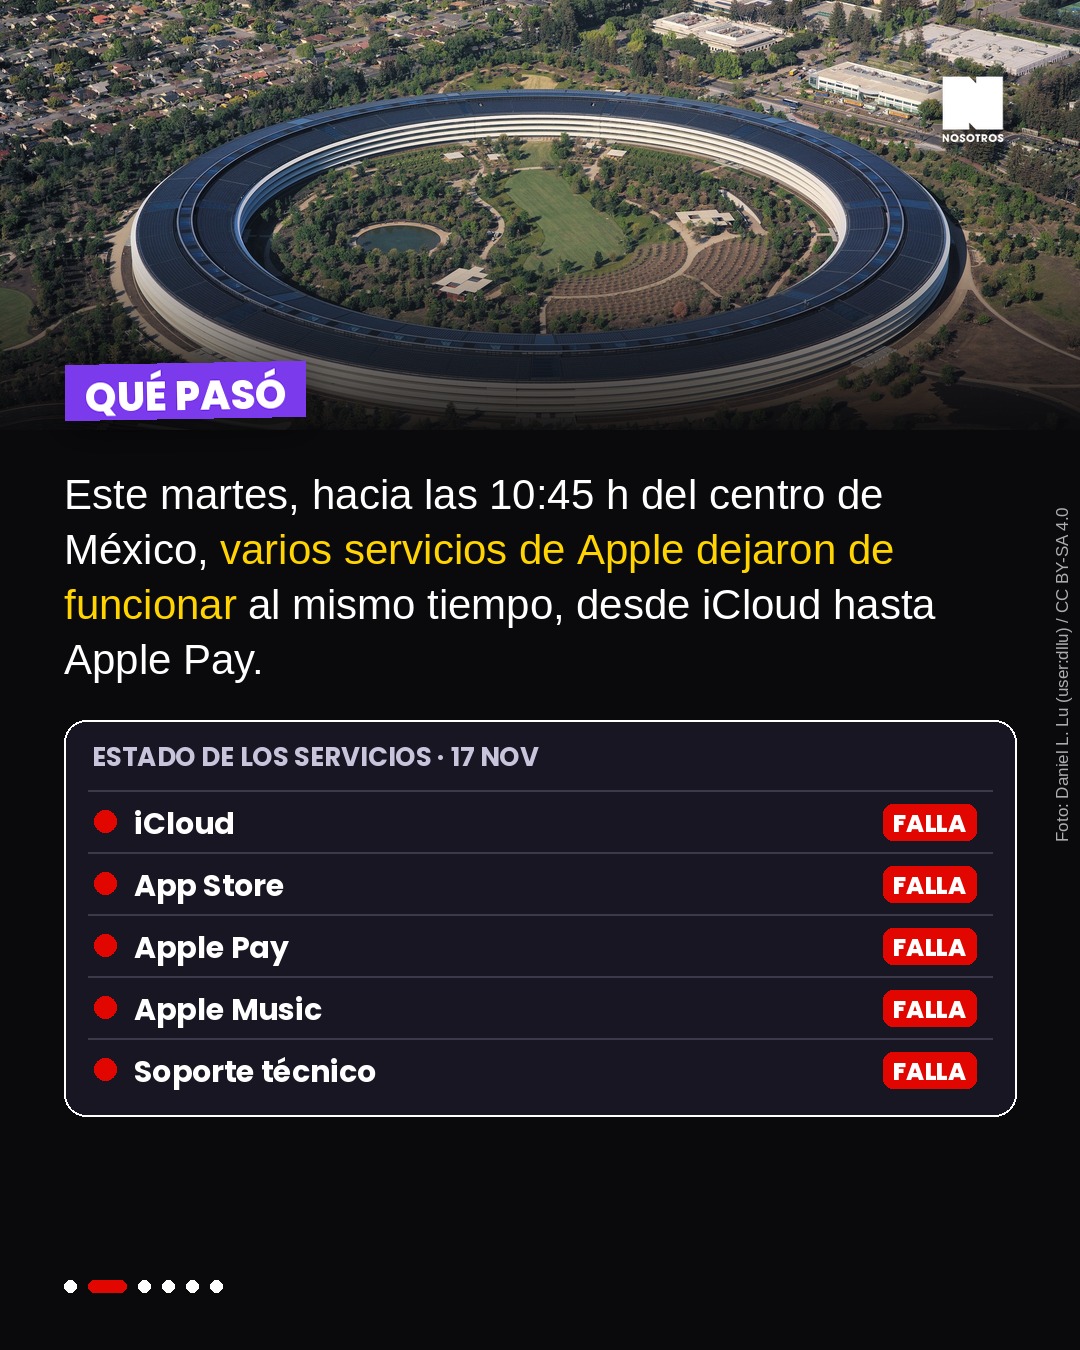 NOSOTROS
QUÉ PASÓ
Este martes, hacia las 10:45 h del centro de
México, varios servicios de Apple dejaron de
funcionar al mismo tiempo, desde iCloud hasta
Apple Pay.
ESTADO DE LOS SERVICIOS · 17 NOV
iCloud FALLA
App Store FALLA
Apple Pay FALLA
Apple Music FALLA
Soporte técnico FALLA
Foto: Daniel L. Lu (user:dllu) / CC BY-SA 4.0